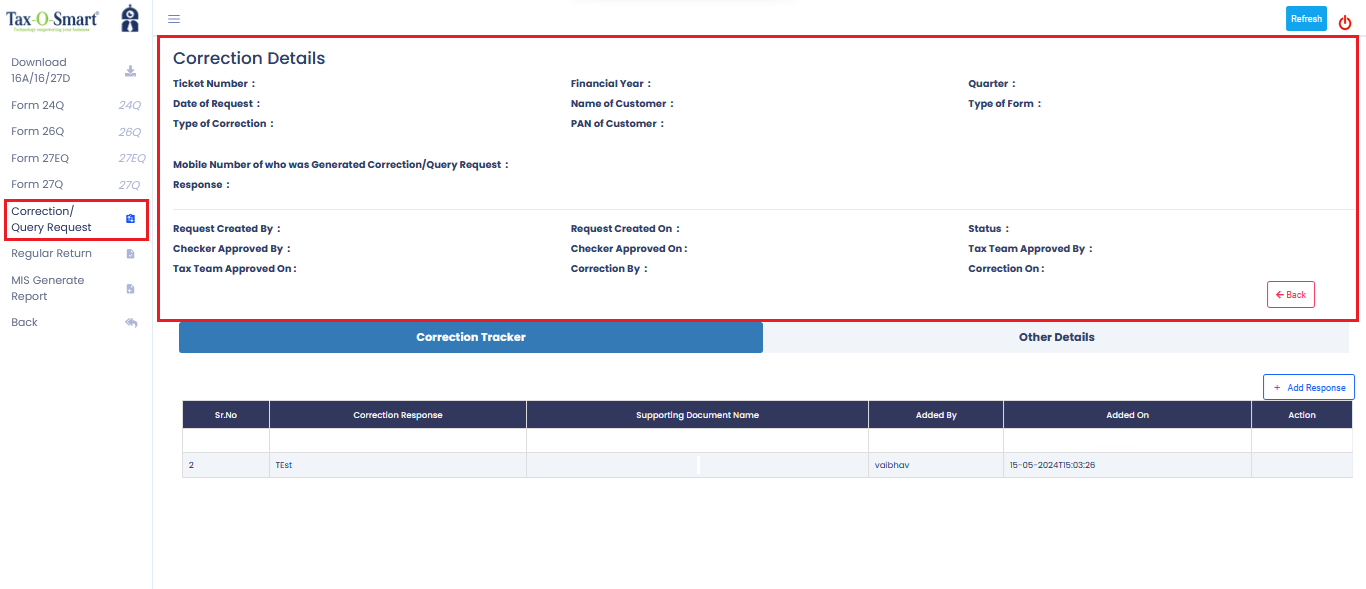 Tax-O-Smart
Technology empowering your business
Refresh
Download
16A/16/27D
Form 24Q 24Q
Form 26Q 26Q
Form 27EQ 27EQ
Form 27Q 27Q
Correction/
Query Request
Regular Return
MIS Generate
Report
Back
Correction Details
Ticket Number : Financial Year : Quarter :
Date of Request : Name of Customer : Type of Form :
Type of Correction : PAN of Customer :
Mobile Number of who was Generated Correction/Query Request :
Response :
Request Created By : Request Created On : Status :
Checker Approved By : Checker Approved On : Tax Team Approved By :
Tax Team Approved On : Correction By : Correction On :
Back
Correction Tracker Other Details
+ Add Response
Sr.No Correction Response Supporting Document Name Added By Added On Action
2 TEst vaibhav 15-05-2024T15:03:26